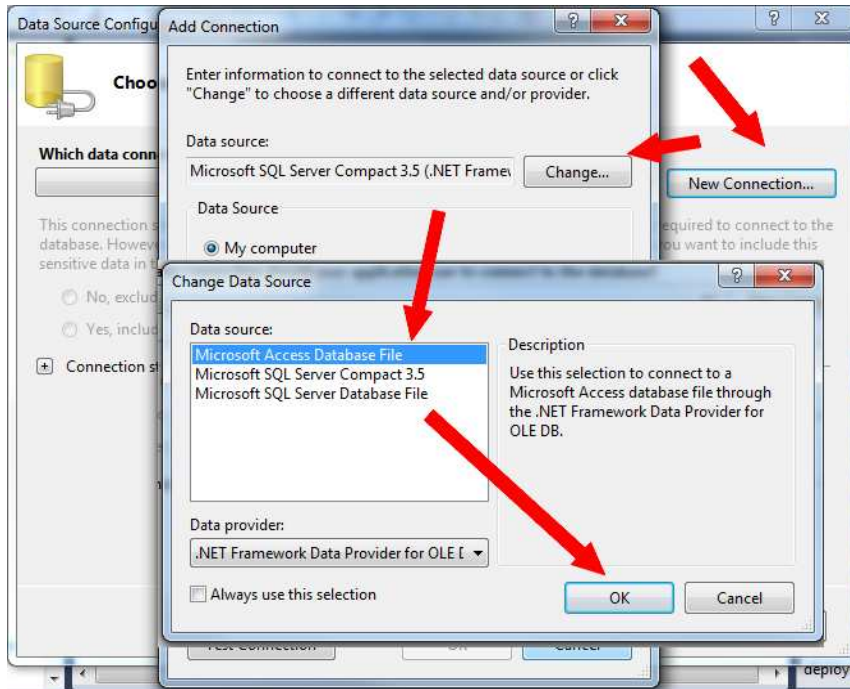 Data Source Configu
Add Connection
Choo
Enter information to connect to the selected data source or click
"Change" to choose a different data source and/or provider.
Which data conn
Data source:
Microsoft SQL Server Compact 3.5 (.NET Framew
Change...
New Connection...
Data Source
This connection s
equired to connect to the
My computer
database. Howev
ou want to include this
sensitive data in t
Change Data Source
No, exclud
Yes, includ
Connection st
Data source:
Microsoft Access Database File
Microsoft SQL Server Compact 3.5
Microsoft SQL Server Database File
Description
Use this selection to connect to a
Microsoft Access database file through
the .NET Framework Data Provider for
OLE DB.
Data provider:
.NET Framework Data Provider for OLE D
Always use this selection
OK
Cancel
Test Connection
OK
Cancel
deploy